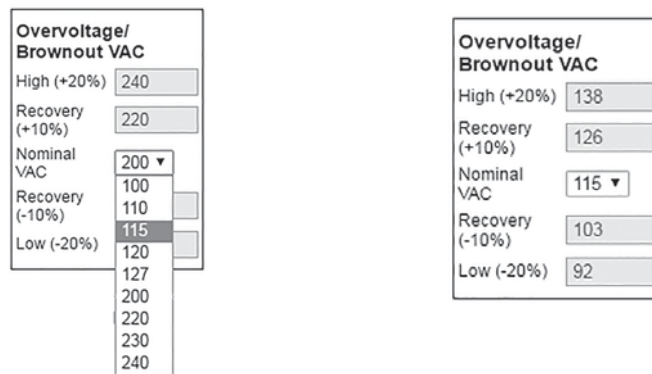 Overvoltage/
Brownout VAC
High (+20%) 240
Recovery
(+10%) 220
Nominal
VAC 200 ▼
100
110
115
120
127
200
220
230
240
Recovery
(-10%)
Low (-20%)
Overvoltage/
Brownout VAC
High (+20%) 138
Recovery
(+10%) 126
Nominal
VAC 115 ▼
Recovery
(-10%) 103
Low (-20%) 92